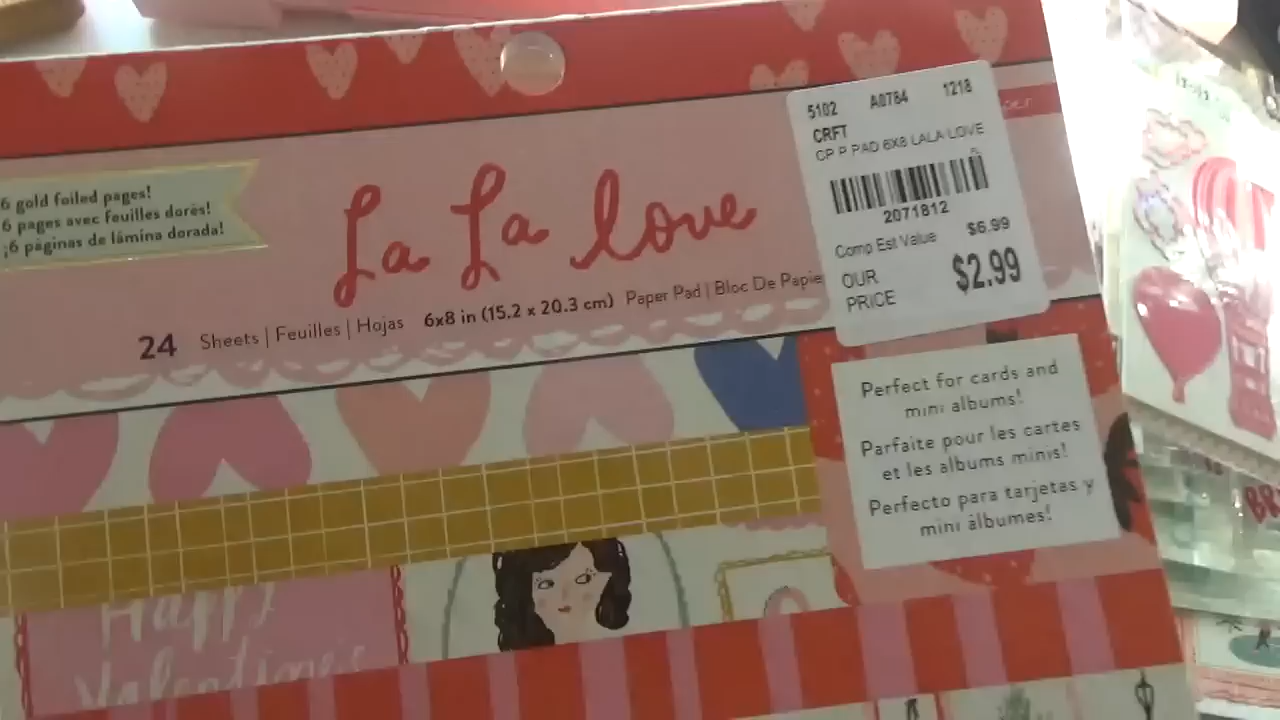 5102 A0784 1218
CRFT
CP P PAD 6X8 LALA LOVE
2071812
Comp Est Value $6.99
OUR PRICE $2.99
6 gold foiled pages!
6 pages avec feuilles dorés!
¡6 páginas de lámina dorada!
La La love
24 Sheets | Feuilles | Hojas 6x8 in (15.2 x 20.3 cm) Paper Pad | Bloc De Papie
Perfect for cards and
mini albums!
Parfaite pour les cartes
et les albums minis!
Perfecto para tarjetas y
mini álbumes!
Happy
Valentine's